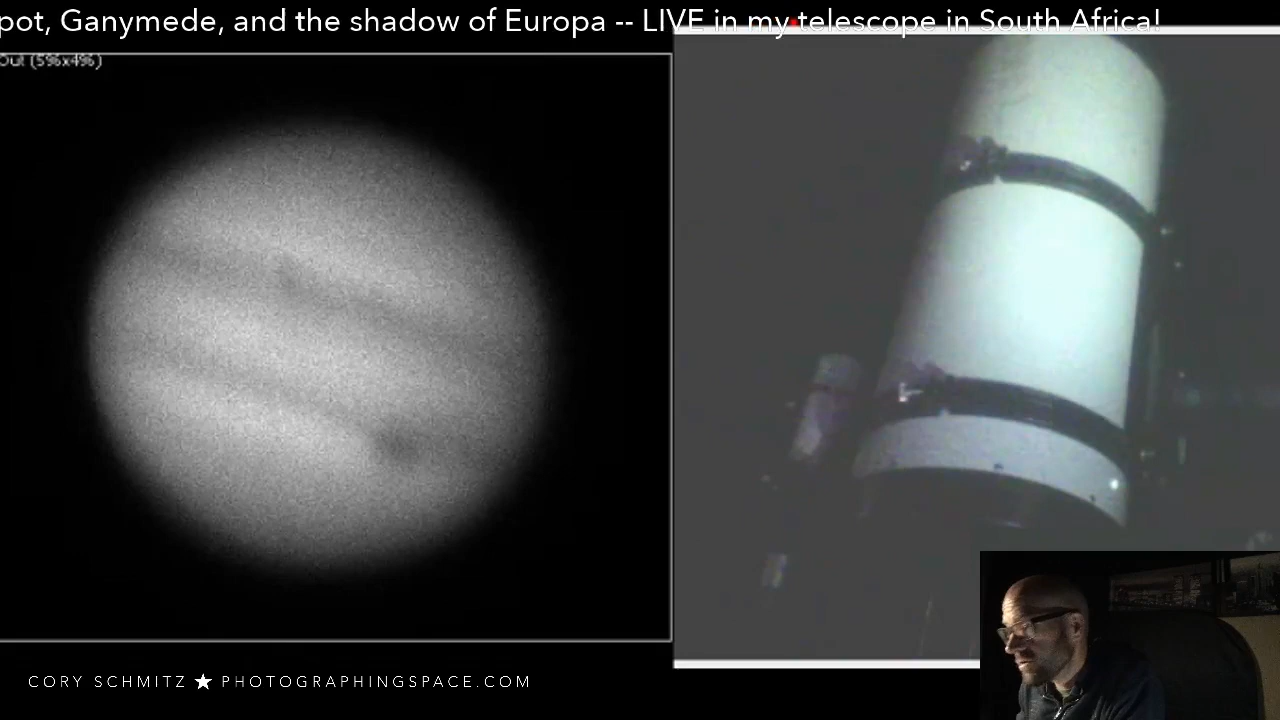 pot, Ganymede, and the shadow of Europa -- LIVE in my telescope in South Africa!
Out (596x496)
CORY SCHMITZ ★ PHOTOGRAPHINGSPACE.COM